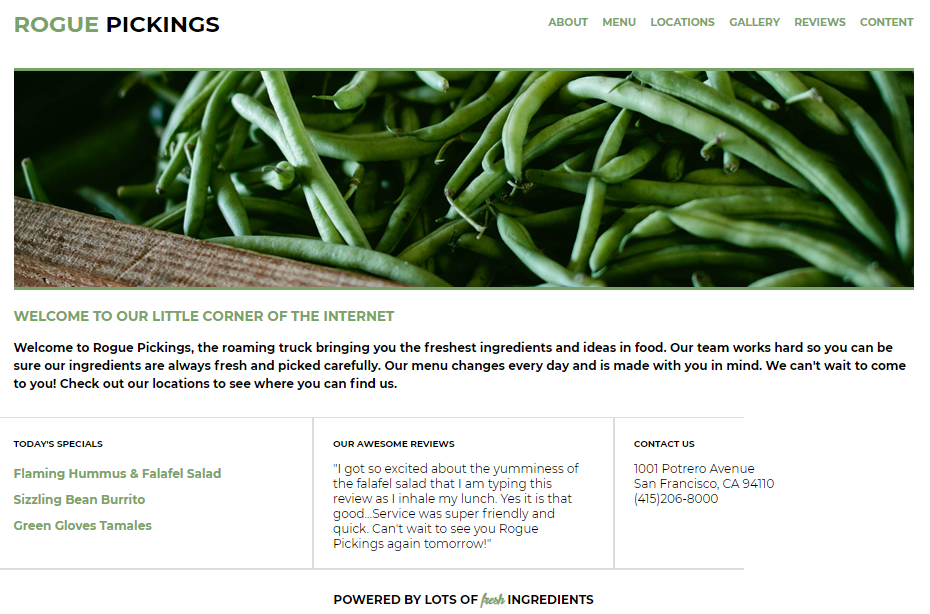 ROGUE PICKINGS
ABOUT MENU LOCATIONS GALLERY REVIEWS CONTENT
WELCOME TO OUR LITTLE CORNER OF THE INTERNET
Welcome to Rogue Pickings, the roaming truck bringing you the freshest ingredients and ideas in food. Our team works hard so you can be
sure our ingredients are always fresh and picked carefully. Our menu changes every day and is made with you in mind. We can't wait to come
to you! Check out our locations to see where you can find us.
TODAY'S SPECIALS
Flaming Hummus & Falafel Salad
Sizzling Bean Burrito
Green Gloves Tamales
OUR AWESOME REVIEWS
"I got so excited about the yumminess of
the falafel salad that I am typing this
review as I inhale my lunch. Yes it is that
good...Service was super friendly and
quick. Can't wait to see you Rogue
Pickings again tomorrow!"
CONTACT US
1001 Potrero Avenue
San Francisco, CA 94110
(415)206-8000
POWERED BY LOTS OF fresh INGREDIENTS